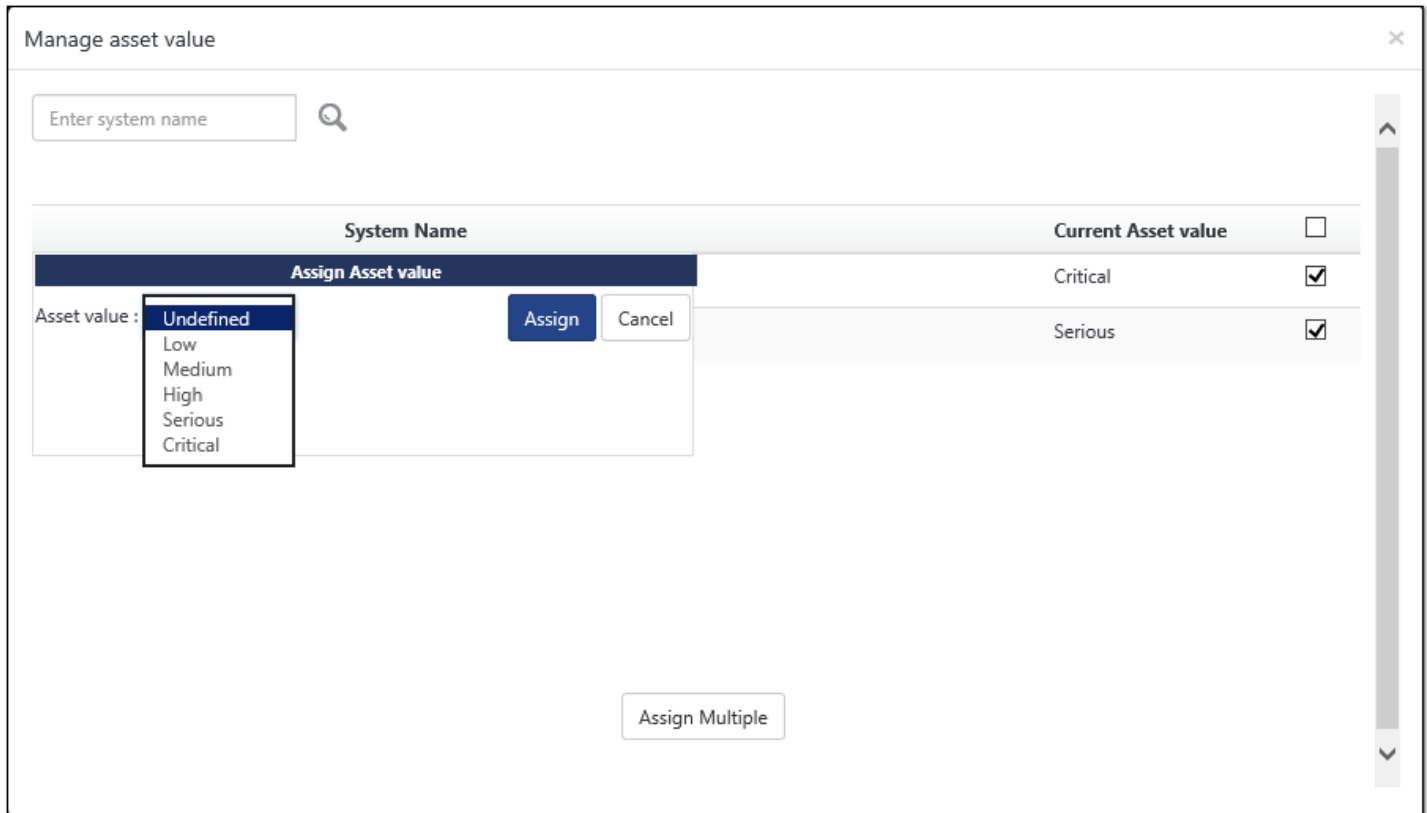 Manage asset value
Enter system name
System Name Current Asset value
Assign Asset value
Critical
Asset value : Undefined Assign Cancel
Serious
Low
Medium
High
Serious
Critical
Assign Multiple